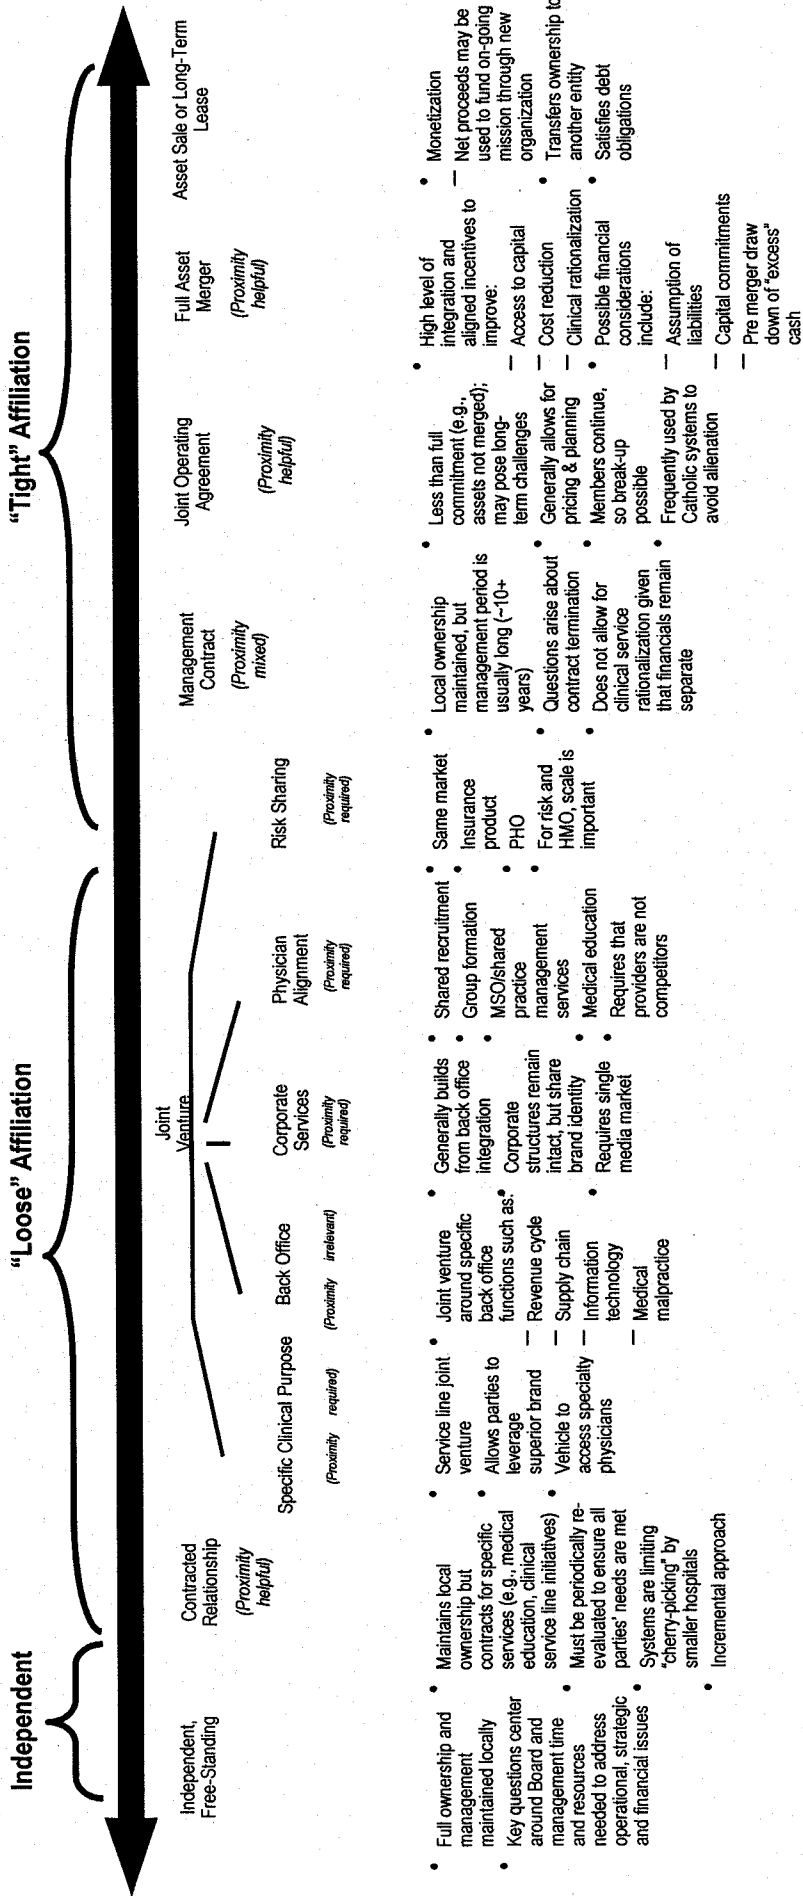 Independent
"Loose" Affiliation
"Tight" Affiliation
Independent,
Free-Standing
Contracted
Relationship
(Proximity
helpful)
Joint
Venture
Specific Clinical Purpose
(Proximity required)
Back Office
(Proximity irrelevant)
Corporate
Services
(Proximity
required)
Physician
Alignment
(Proximity
required)
Risk Sharing
(Proximity
required)
Management
Contract
(Proximity
mixed)
Joint Operating
Agreement
(Proximity
helpful)
Full Asset
Merger
(Proximity
helpful)
Asset Sale or Long-Term
Lease
• Full ownership and
management
maintained locally
• Key questions center
around Board and
management time
and resources
needed to address
operational, strategic
and financial issues
• Maintains local
ownership but
contracts for specific
services (e.g., medical
education, clinical
service line initiatives)
• Must be periodically re-
evaluated to ensure all
parties' needs are met
• Systems are limiting
"cherry-picking" by
smaller hospitals
• Incremental approach
• Service line joint
venture
• Allows parties to
leverage
superior brand
• Vehicle to
access specialty
physicians
• Joint venture
around specific
back office
functions such as:
— Revenue cycle
— Supply chain
— Information
technology
— Medical
malpractice
• Generally builds
from back office
integration
• Corporate
structures remain
intact, but share
brand identity
• Requires single
media market
• Shared recruitment
• Group formation
• MSO/shared
practice
management
services
• Medical education
• Requires that
providers are not
competitors
• Same market
• Insurance
product
• PHO
• For risk and
HMO, scale is
important
• Local ownership
maintained, but
management period is
usually long (~10+
years)
• Questions arise about
contract termination
• Does not allow for
clinical service
rationalization given
that financials remain
separate
• Less than full
commitment (e.g.,
assets not merged);
may pose long-
term challenges
• Generally allows for
pricing & planning
• Members continue,
so break-up
possible
• Frequently used by
Catholic systems to
avoid alienation
• High level of
integration and
aligned incentives to
improve:
— Access to capital
— Cost reduction
— Clinical rationalization
• Possible financial
considerations
include:
— Assumption of
liabilities
— Capital commitments
— Pre merger draw
down of "excess"
cash
• Monetization
— Net proceeds may be
used to fund on-going
mission through new
organization
• Transfers ownership to
another entity
• Satisfies debt
obligations